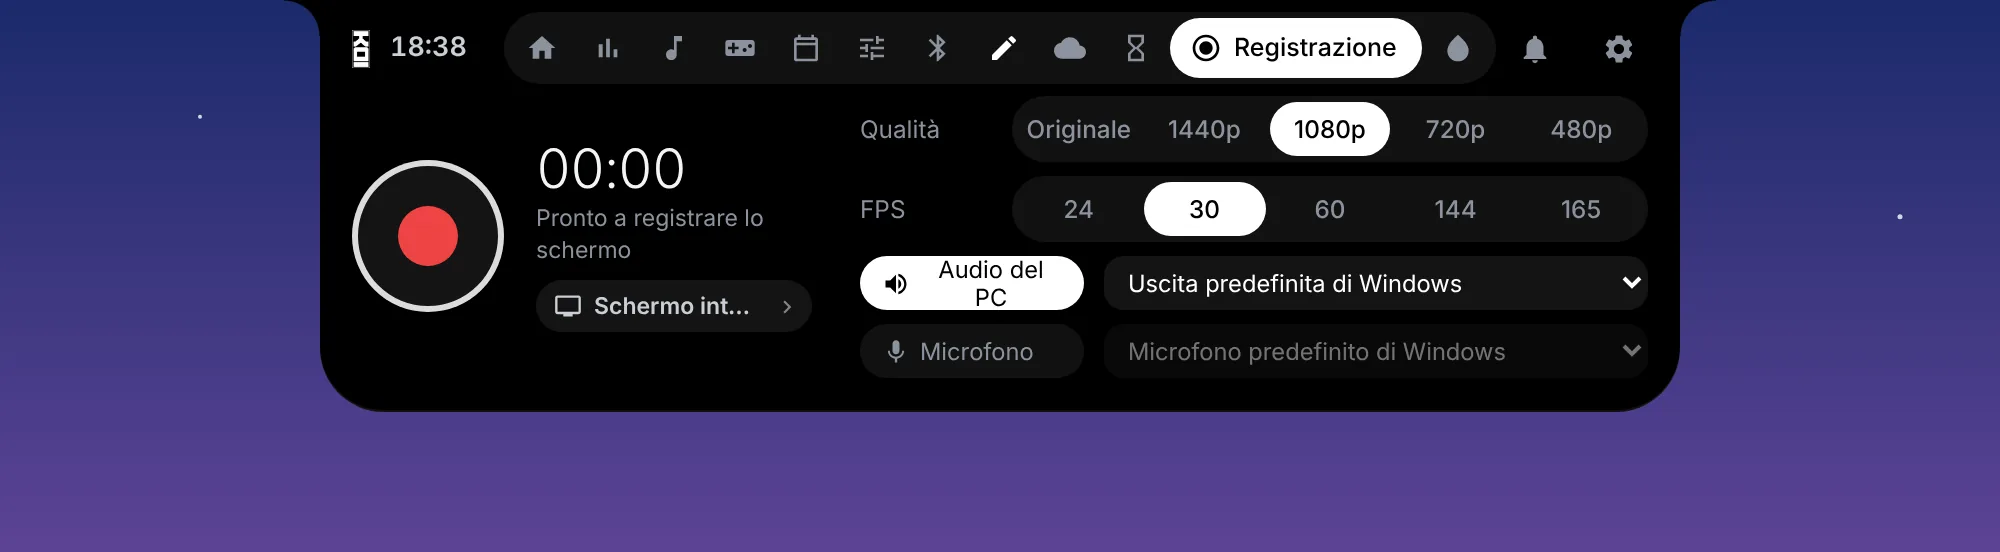 KOI
18:38
Registrazione
00:00
Pronto a registrare lo
schermo
Schermo int...
Qualità
Originale 1440p 1080p 720p 480p
FPS
24 30 60 144 165
Audio del
PC
Uscita predefinita di Windows
Microfono
Microfono predefinito di Windows